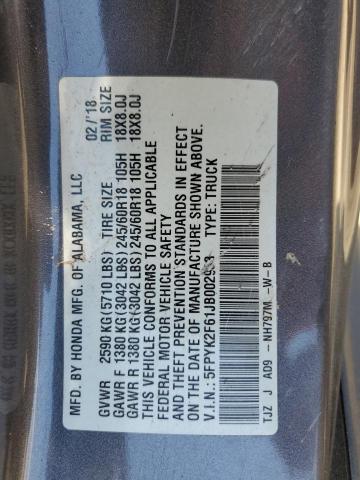 MFD. BY HONDA MFG. OF ALABAMA, LLC 02/'18
GVWR 2590 KG(5710 LBS) TIRE SIZE RIM SIZE
GAWR F 1380 KG(3042 LBS)245/60R18 105H 18X8.0J
GAWR R 1380 KG(3042 LBS)245/60R18 105H 18X8.0J
THIS VEHICLE CONFORMS TO ALL APPLICABLE
FEDERAL MOTOR VEHICLE SAFETY
AND THEFT PREVENTION STANDARDS IN EFFECT
ON THE DATE OF MANUFACTURE SHOWN ABOVE.
V.I.N.: TYPE: TRUCK
TJZ J AD9 - NH797M -W-B